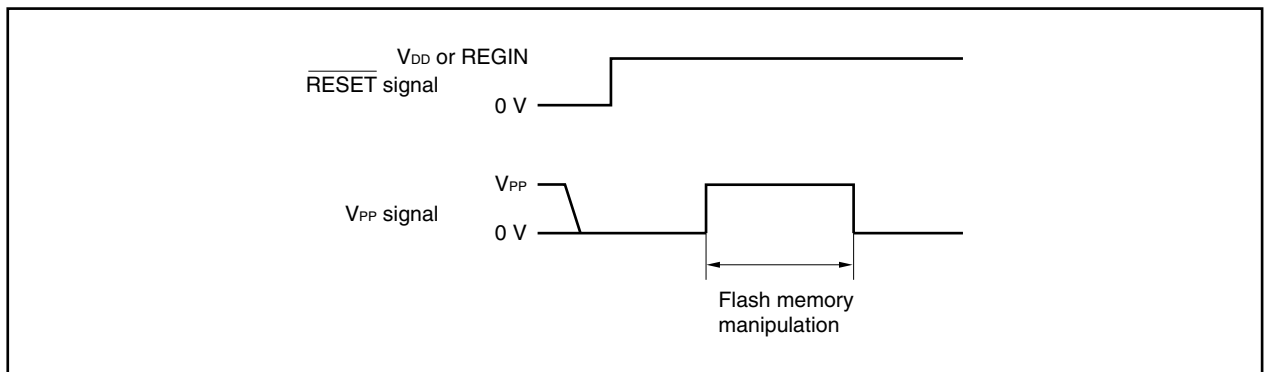 VDD or REGIN
RESET signal
0 V
VPP
VPP signal
0 V
Flash memory
manipulation